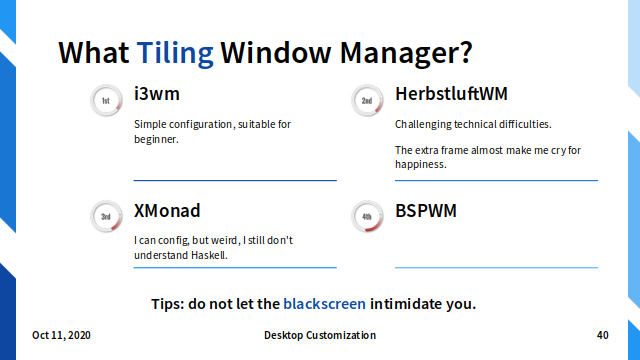 What Tiling Window Manager?
1st
i3wm
Simple configuration, suitable for
beginner.
2nd
HerbstluftWM
Challenging technical difficulties.
The extra frame almost make me cry for
happiness.
3rd
XMonad
I can config, but weird, I still don't
understand Haskell.
4th
BSPWM
Tips: do not let the blackscreen intimidate you.
Oct 11, 2020
Desktop Customization
40